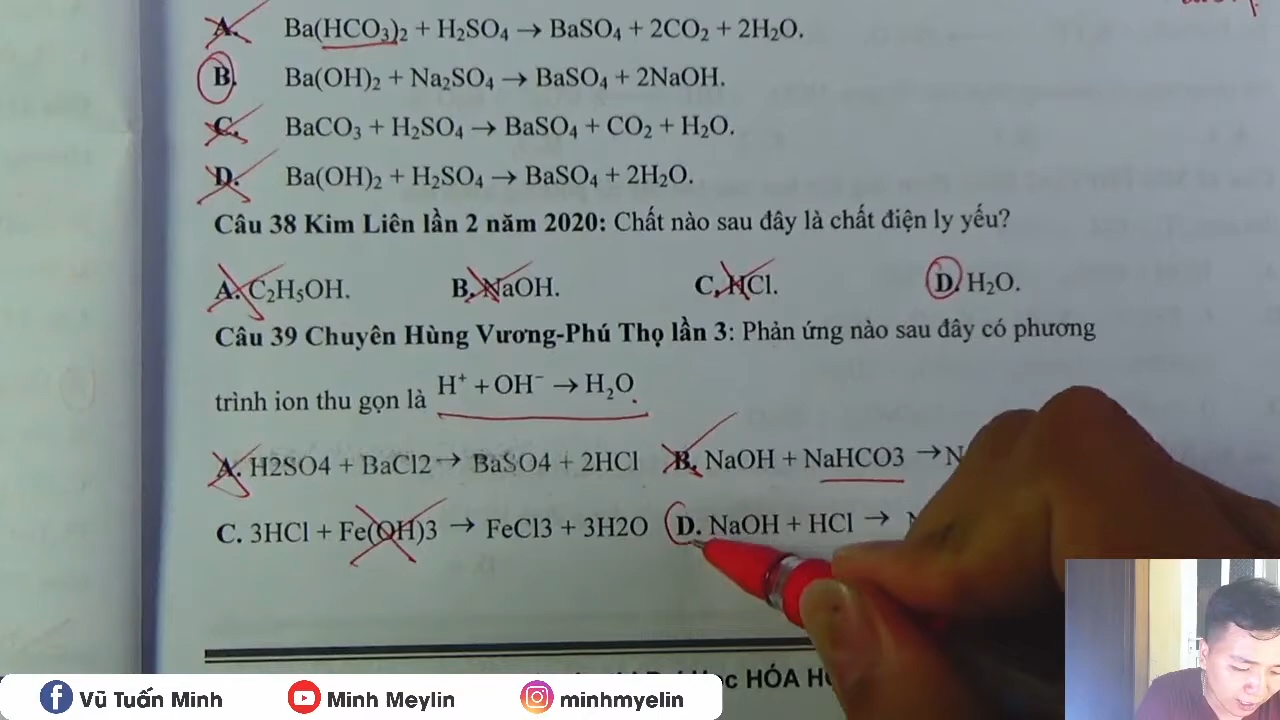 A. Ba(HCO₃)₂ + H₂SO₄ → BaSO₄ + 2CO₂ + 2H₂O.
B. Ba(OH)₂ + Na₂SO₄ → BaSO₄ + 2NaOH.
C. BaCO₃ + H₂SO₄ → BaSO₄ + CO₂ + H₂O.
D. Ba(OH)₂ + H₂SO₄ → BaSO₄ + 2H₂O.
Câu 38 Kim Liên lần 2 năm 2020: Chất nào sau đây là chất điện ly yếu?
A. C₂H₅OH. B. NaOH. C. HCl. D. H₂O.
Câu 39 Chuyên Hùng Vương-Phú Thọ lần 3: Phản ứng nào sau đây có phương
trình ion thu gọn là H⁺ + OH⁻ → H₂O.
A. H2SO4 + BaCl2 → BaSO4 + 2HCl B. NaOH + NaHCO3 → N
C. 3HCl + Fe(OH)3 → FeCl3 + 3H2O D. NaOH + HCl →
HÓA
Vũ Tuấn Minh Minh Meylin minhmyelin